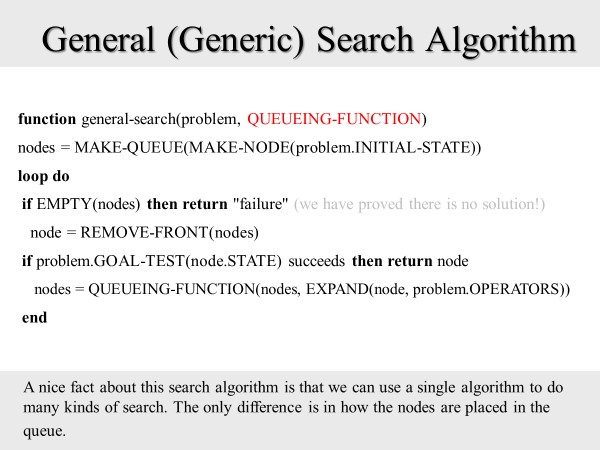 General (Generic) Search Algorithm
function general-search(problem, QUEUEING-FUNCTION)
nodes = MAKE-QUEUE(MAKE-NODE(problem.INITIAL-STATE))
loop do
if EMPTY(nodes) then return "failure" (we have proved there is no solution!)
node = REMOVE-FRONT(nodes)
if problem.GOAL-TEST(node.STATE) succeeds then return node
nodes = QUEUEING-FUNCTION(nodes, EXPAND(node, problem.OPERATORS))
end
A nice fact about this search algorithm is that we can use a single algorithm to do
many kinds of search. The only difference is in how the nodes are placed in the
queue.